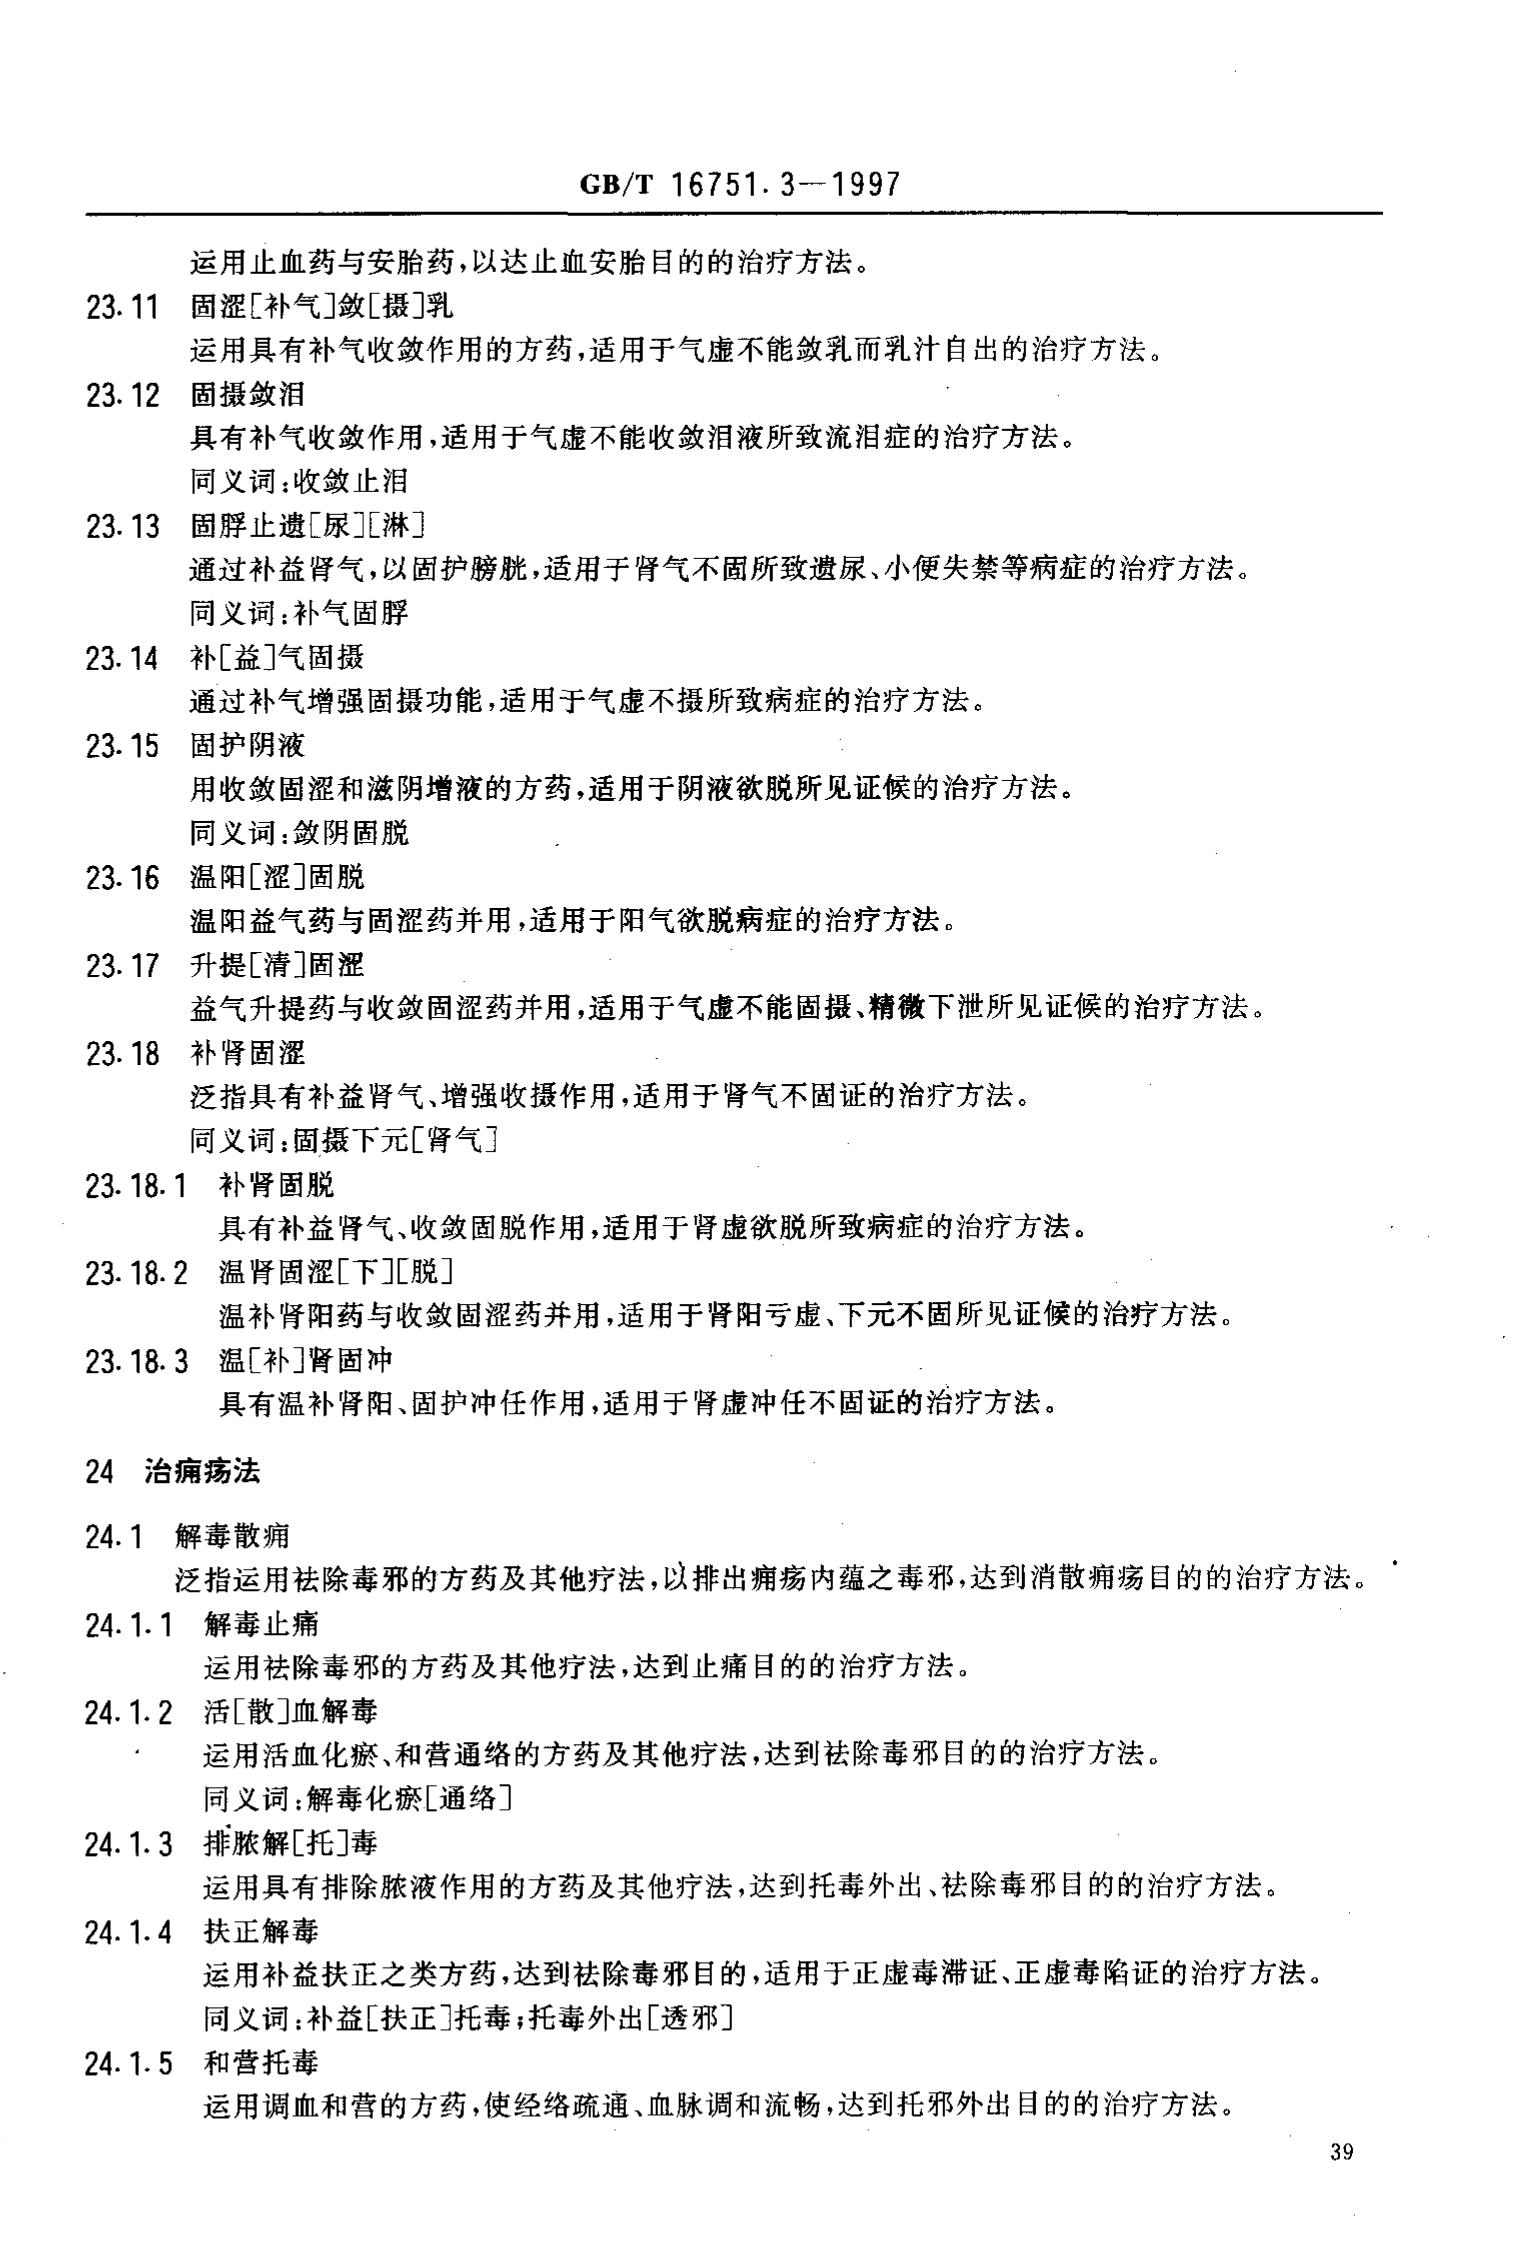 GB/T 16751.3—1997
运用止血药与安胎药,以达止血安胎目的的治疗方法。
23.11 固涩[补气]敛[摄]乳
运用具有补气收敛作用的方药,适用于气虚不能敛乳而乳汁自出的治疗方法。
23.12 固摄敛泪
具有补气收敛作用,适用于气虚不能收敛泪液所致流泪症的治疗方法。
同义词:收敛止泪
23.13 固脬止遗[尿][淋]
通过补益肾气,以固护膀胱,适用于肾气不固所致遗尿、小便失禁等病症的治疗方法。
同义词:补气固脬
23.14 补[益]气固摄
通过补气增强固摄功能,适用于气虚不摄所致病症的治疗方法。
23.15 固护阴液
用收敛固涩和滋阴增液的方药,适用于阴液欲脱所见证候的治疗方法。
同义词:敛阴固脱
23.16 温阳[涩]固脱
温阳益气药与固涩药并用,适用于阳气欲脱病症的治疗方法。
23.17 升提[清]固涩
益气升提药与收敛固涩药并用,适用于气虚不能固摄、精微下泄所见证候的治疗方法。
23.18 补肾固涩
泛指具有补益肾气、增强收摄作用,适用于肾气不固证的治疗方法。
同义词:固摄下元[肾气]
23.18.1 补肾固脱
具有补益肾气、收敛固脱作用,适用于肾虚欲脱所致病症的治疗方法。
23.18.2 温肾固涩[下][脱]
温补肾阳药与收敛固涩药并用,适用于肾阳亏虚、下元不固所见证候的治疗方法。
23.18.3 温[补]肾固冲
具有温补肾阳、固护冲任作用,适用于肾虚冲任不固证的治疗方法。
24 治痈疡法
24.1 解毒散痈
泛指运用祛除毒邪的方药及其他疗法,以排出痈疡内蕴之毒邪,达到消散痈疡目的的治疗方法。
24.1.1 解毒止痛
运用祛除毒邪的方药及其他疗法,达到止痛目的的治疗方法。
24.1.2 活[散]血解毒
运用活血化瘀、和营通络的方药及其他疗法,达到祛除毒邪目的的治疗方法。
同义词:解毒化瘀[通络]
24.1.3 排脓解[托]毒
运用具有排除脓液作用的方药及其他疗法,达到托毒外出、祛除毒邪目的的治疗方法。
24.1.4 扶正解毒
运用补益扶正之类方药,达到祛除毒邪目的,适用于正虚毒滞证、正虚毒陷证的治疗方法。
同义词:补益[扶正]托毒;托毒外出[透邪]
24.1.5 和营托毒
运用调血和营的方药,使经络疏通、血脉调和流畅,达到托邪外出目的的治疗方法。
39